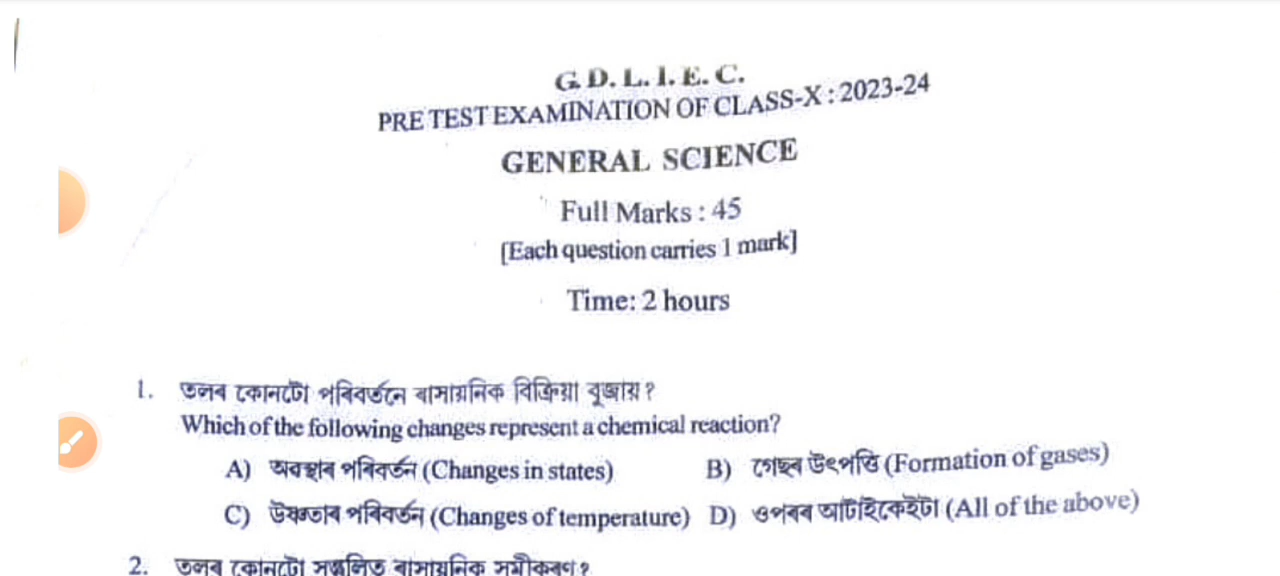 G.D.L.I.E.C.
PRE TEST EXAMINATION OF CLASS-X : 2023-24
GENERAL SCIENCE
Full Marks : 45
[Each question carries 1 mark]
Time: 2 hours
1. তলৰ কোনটো পৰিবৰ্তনে ৰাসায়নিক বিক্ৰিয়া বুজায়?
Which of the following changes represent a chemical reaction?
A) অৱস্থাৰ পৰিবৰ্তন (Changes in states) B) গেছৰ উৎপত্তি (Formation of gases)
C) উষ্ণতাৰ পৰিবৰ্তন (Changes of temperature) D) ওপৰৰ আটাইকেইটা (All of the above)
2. তলৰ কোনটো সন্তুলিত ৰাসায়নিক সমীকৰণ?